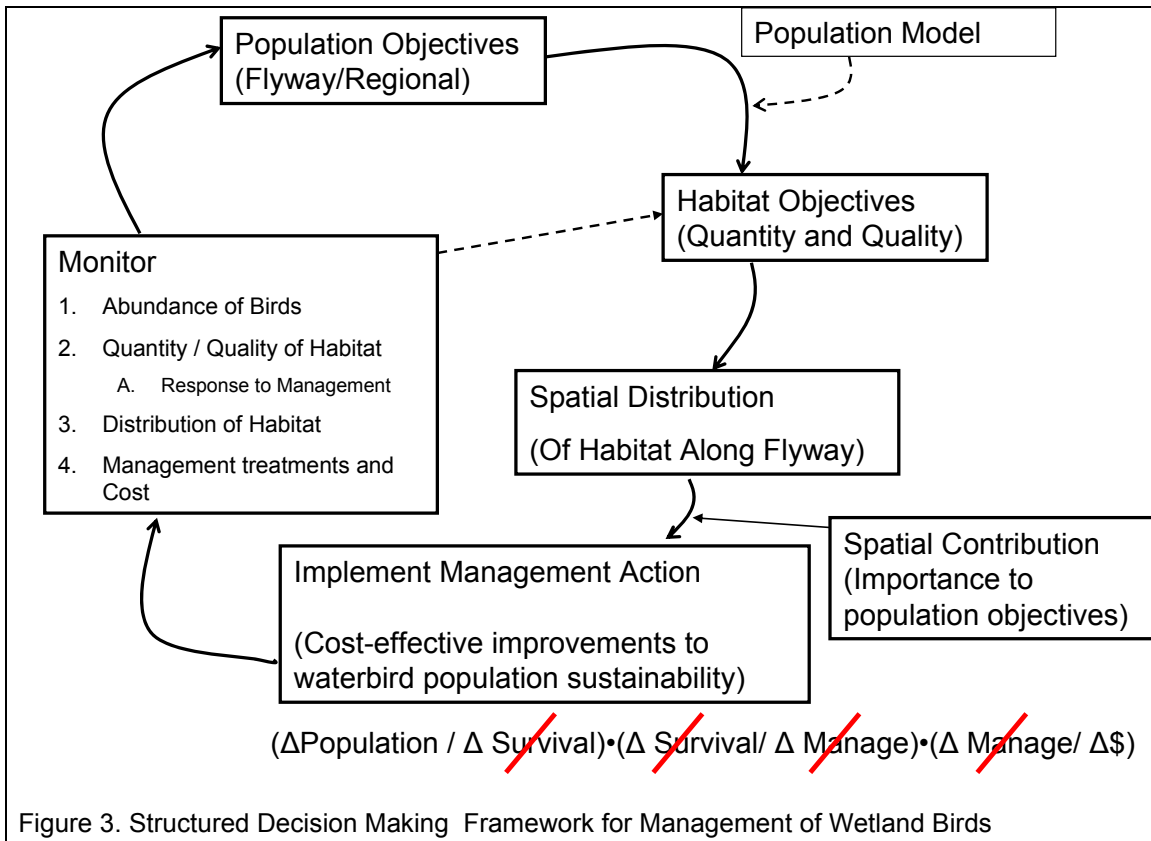 Population Objectives
(Flyway/Regional)
Population Model
Habitat Objectives
(Quantity and Quality)
Monitor
1. Abundance of Birds
2. Quantity / Quality of Habitat
A. Response to Management
3. Distribution of Habitat
4. Management treatments and
Cost
Spatial Distribution
(Of Habitat Along Flyway)
Spatial Contribution
(Importance to
population objectives)
Implement Management Action
(Cost-effective improvements to
waterbird population sustainability)
(ΔPopulation / Δ Survival)•(Δ Survival/ Δ Manage)•(Δ Manage/ Δ$)
Figure 3. Structured Decision Making Framework for Management of Wetland Birds